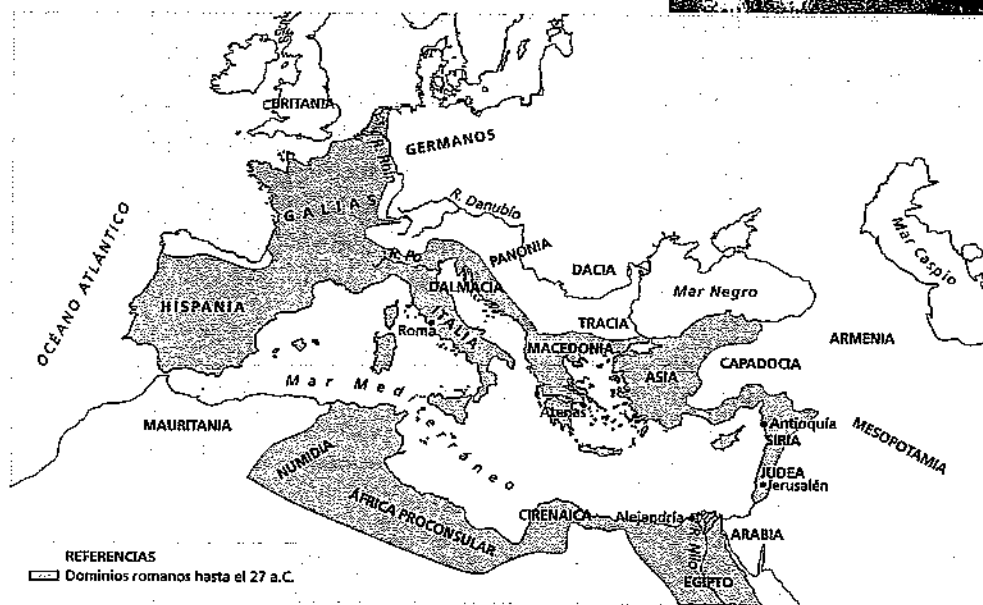 BRITANIA
GERMANOS
R. Rhin
GALIAS
R. Danubio
OCÉANO ATLÁNTICO
R. Po
PANONIA
DACIA
Mar Caspio
HISPANIA
DALMACIA
Mar Negro
ITALIA
Roma
TRACIA
ARMENIA
MACEDONIA
ASIA
CAPADOCIA
Mar Mediterráneo
Atenas
MAURITANIA
Antioquía
SIRIA
MESOPOTAMIA
NUMIDIA
JUDEA
Jerusalén
ÁFRICA PROCONSULAR
CIRENAICA
Alejandría
R. Nilo
ARABIA
EGIPTO
REFERENCIAS
Dominios romanos hasta el 27 a.C.